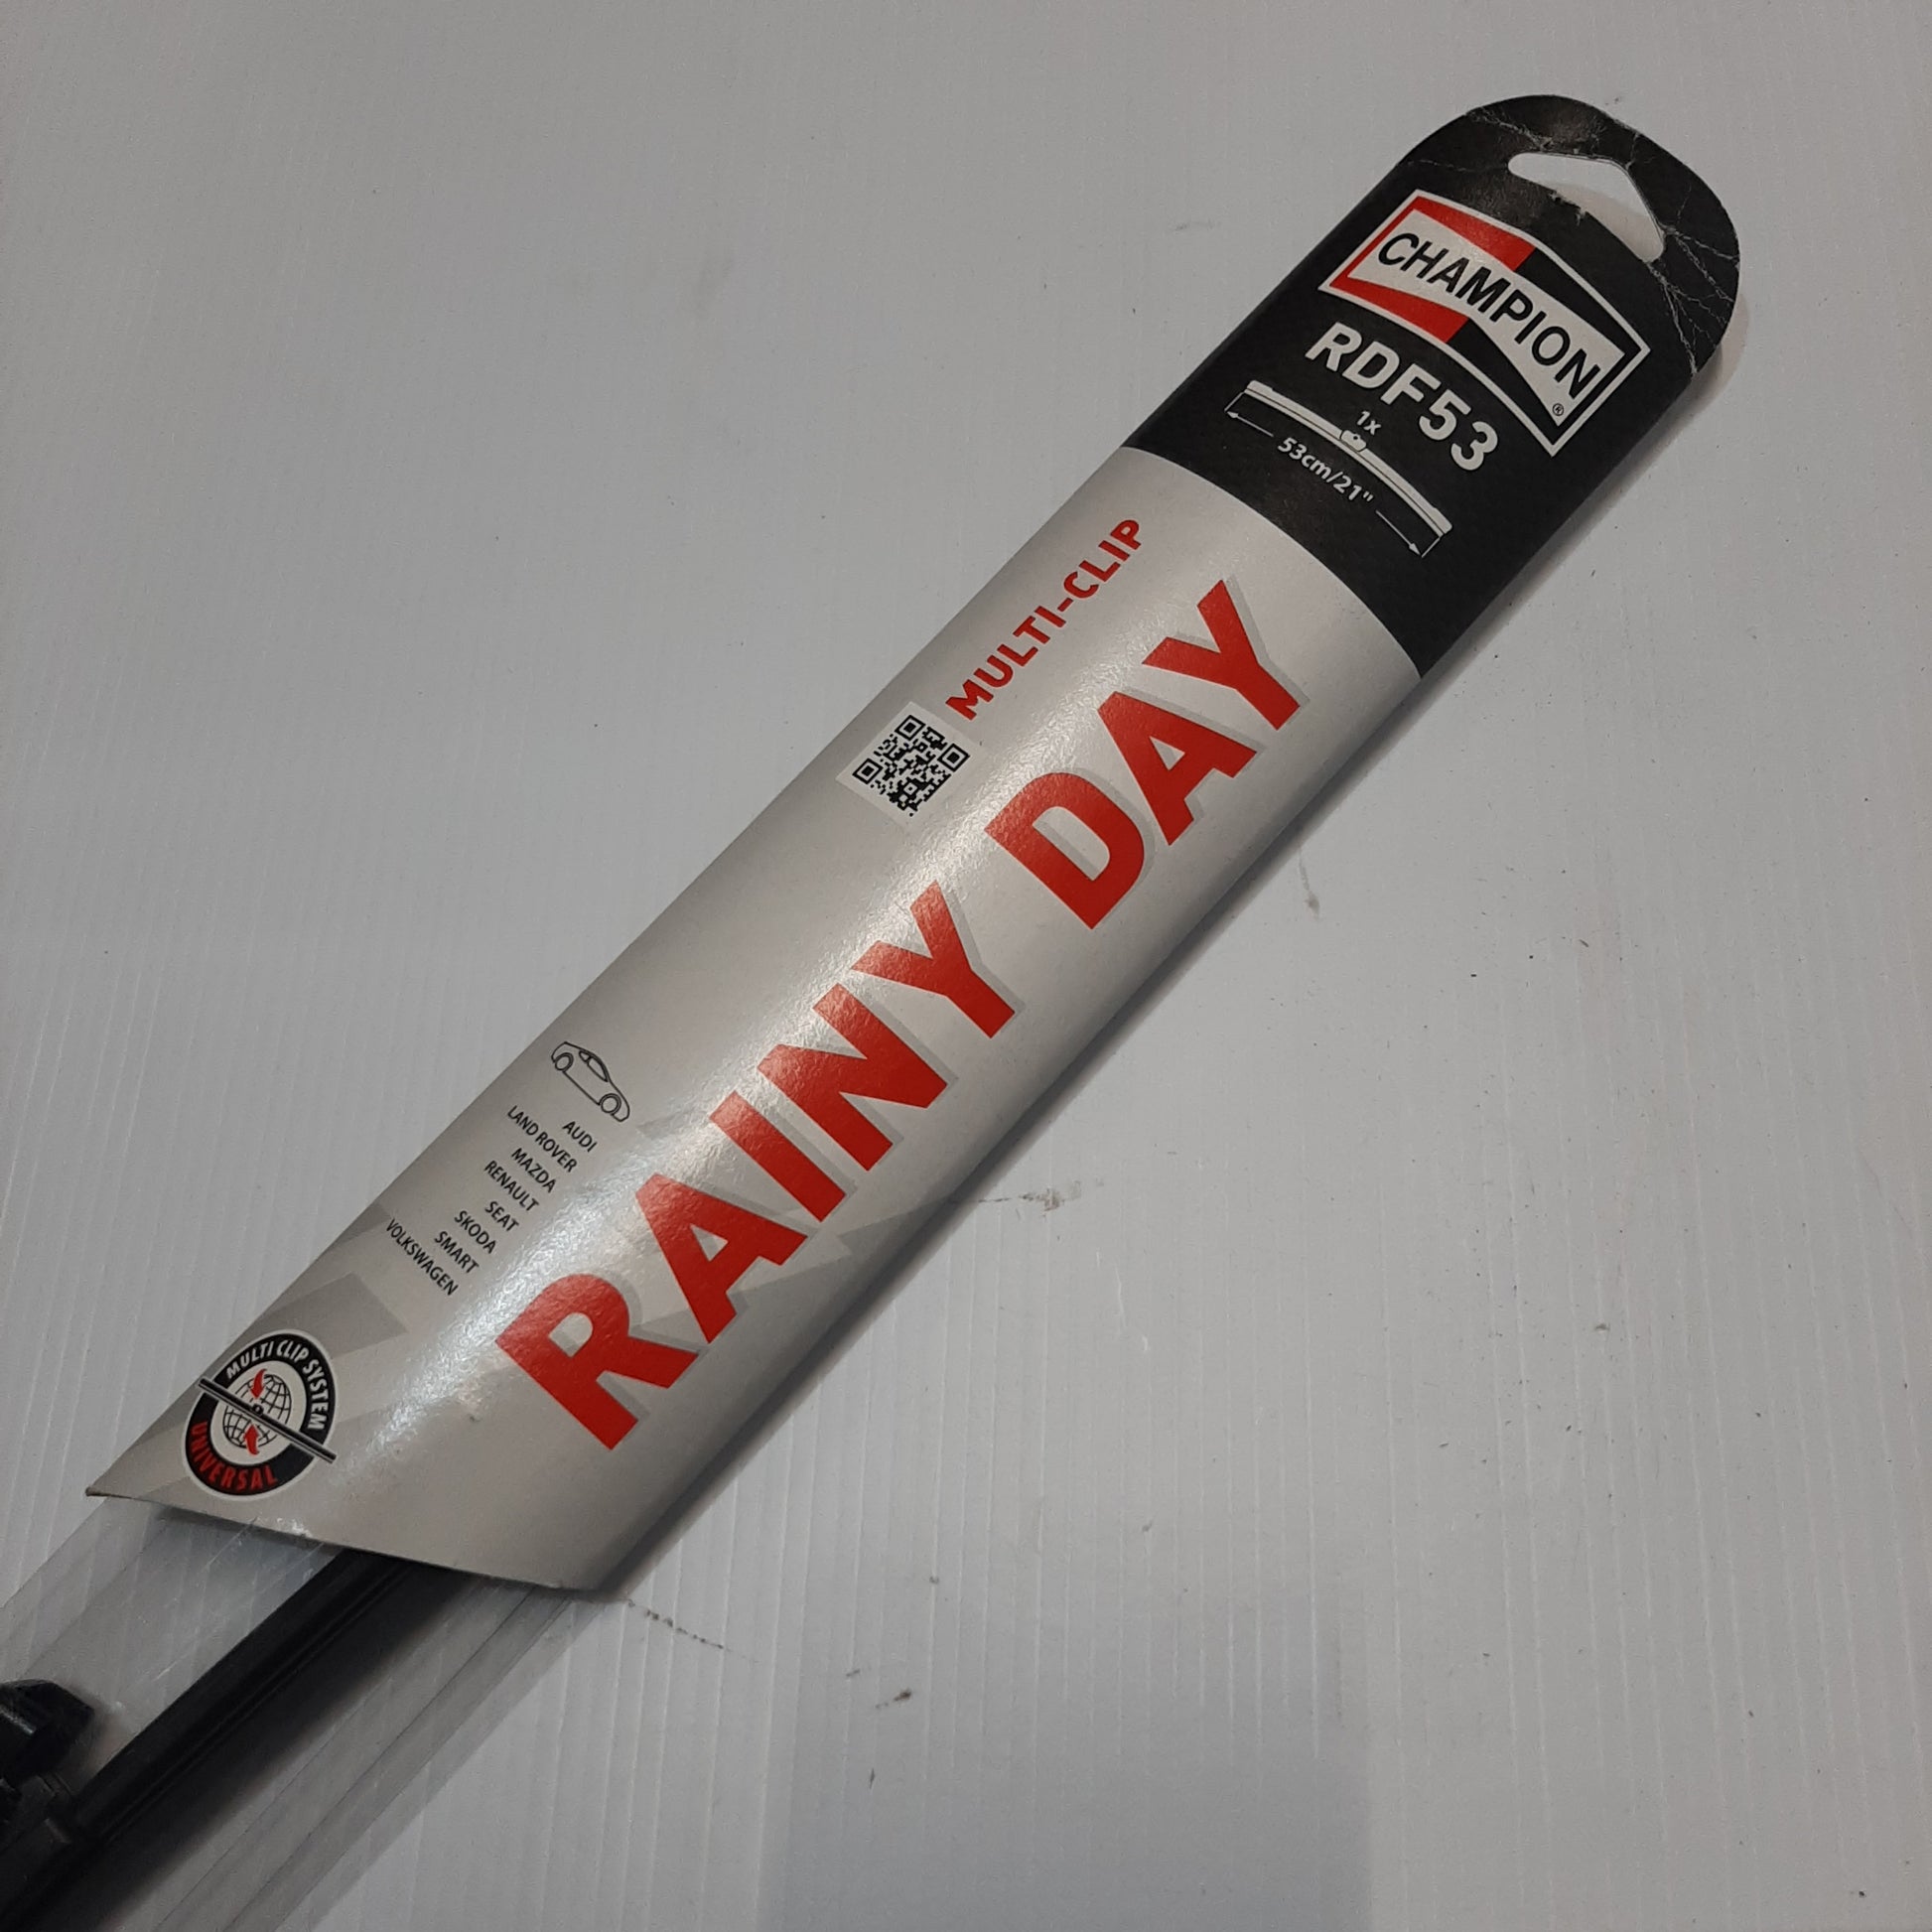 CHAMPION
®
RDF53
1x
53cm/21"
MULTI-CLIP
RAINY DAY
AUDI
LAND ROVER
MAZDA
RENAULT
SEAT
SKODA
SMART
VOLKSWAGEN
MULTI CLIP SYSTEM
UNIVERSAL